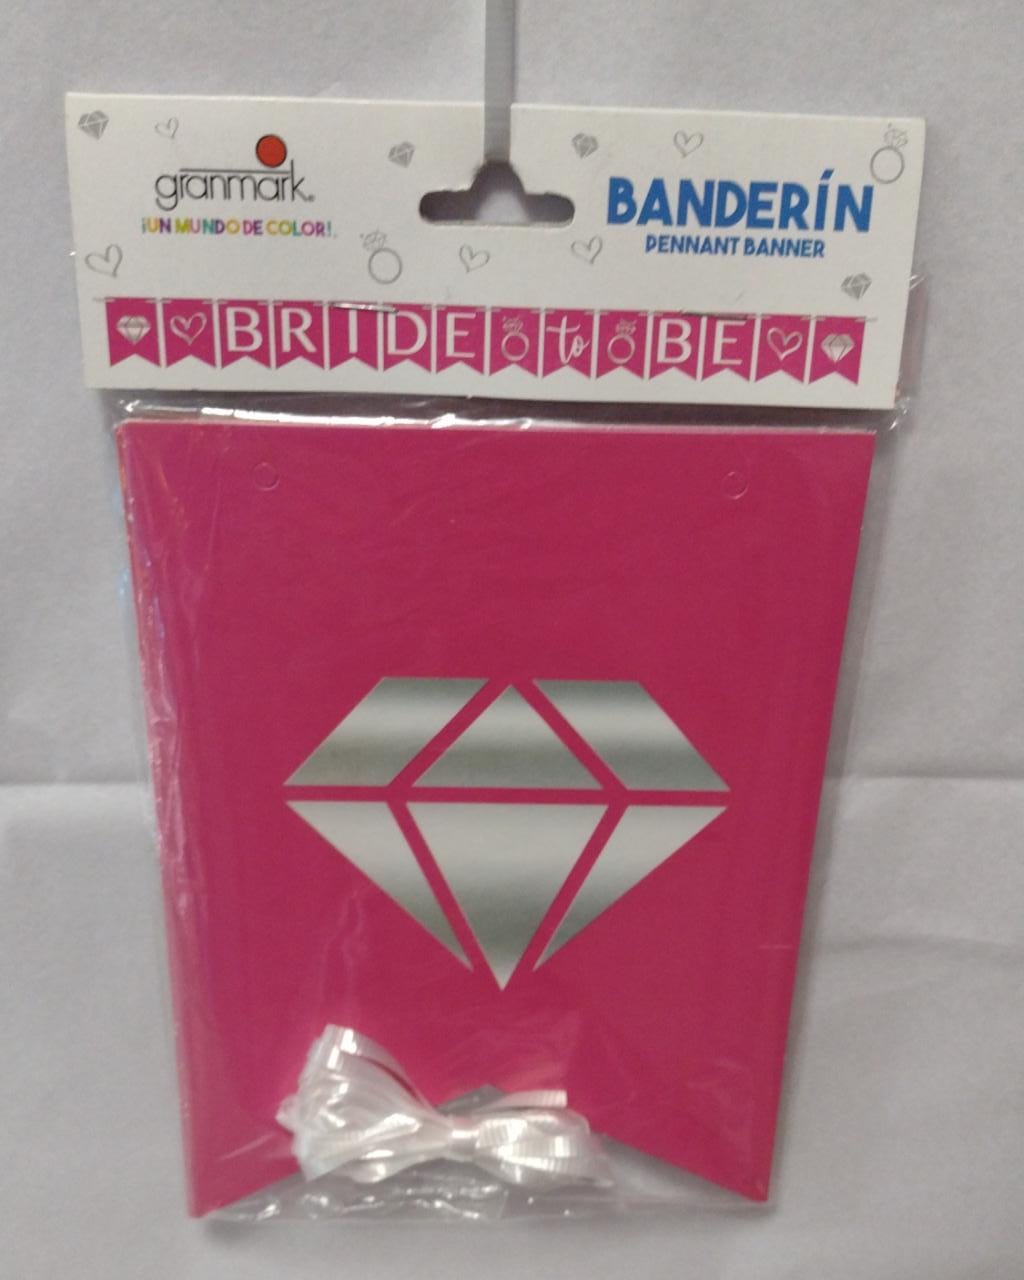 granmark®
¡UN MUNDO DE COLOR!
BANDERÍN
PENNANT BANNER
BRIDE to BE